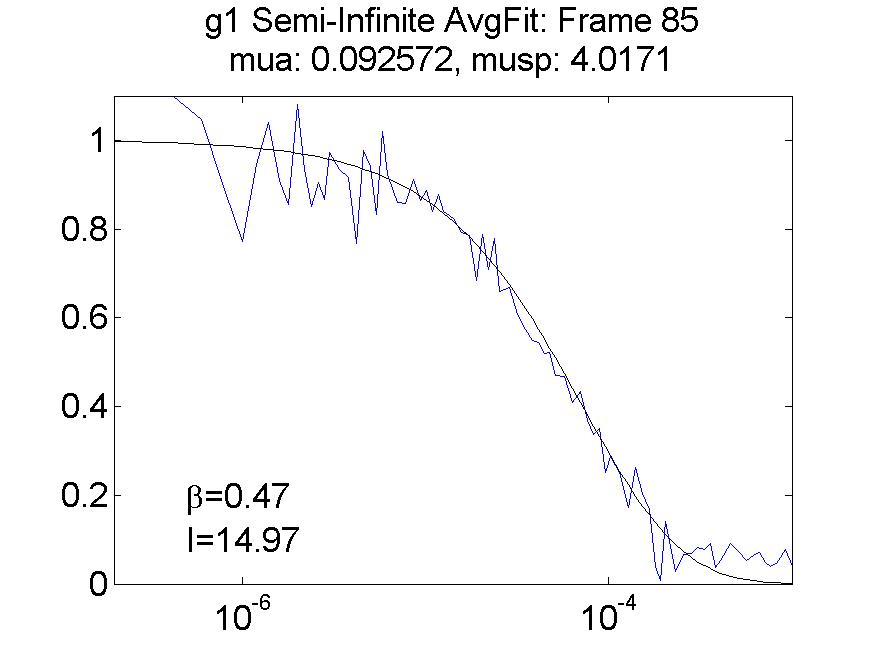 g1 Semi-Infinite AvgFit: Frame 85
mua: 0.092572, musp: 4.0171
1
0.8
0.6
0.4
0.2
0
β=0.47
I=14.97
10^-6
10^-4